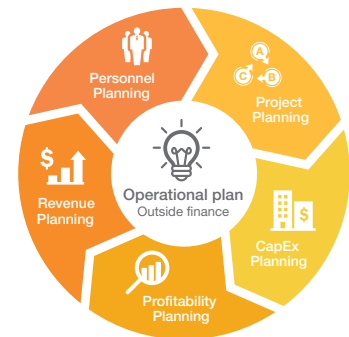 Personnel
Planning
A
C
B
Project
Planning
$
Revenue
Planning
Operational plan
Outside finance
$
CapEx
Planning
Profitability
Planning